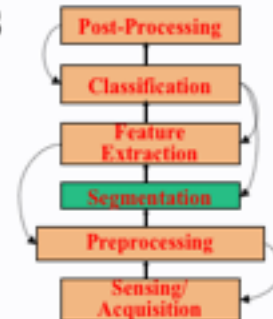 Post-Processing
Classification
Feature
Extraction
Segmentation
Preprocessing
Sensing/
Acquisition